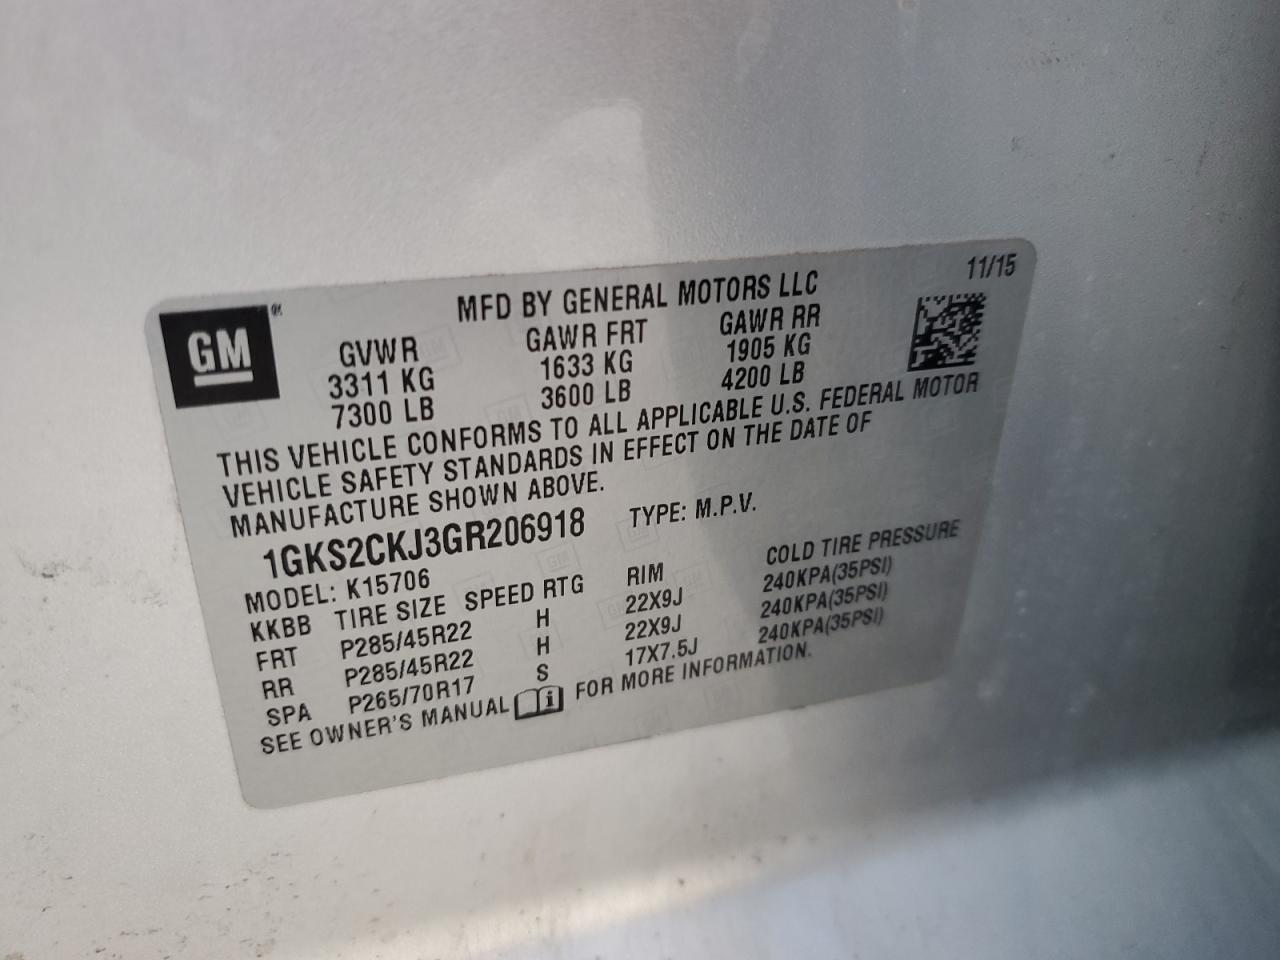 11/15
GM
MFD BY GENERAL MOTORS LLC
GVWR GAWR FRT GAWR RR
3311 KG 1633 KG 1905 KG
7300 LB 3600 LB 4200 LB
THIS VEHICLE CONFORMS TO ALL APPLICABLE U.S. FEDERAL MOTOR
VEHICLE SAFETY STANDARDS IN EFFECT ON THE DATE OF
MANUFACTURE SHOWN ABOVE.
1GKS2CKJ3GR206918 TYPE: M.P.V.
MODEL: K15706
KKBB TIRE SIZE SPEED RTG RIM COLD TIRE PRESSURE
FRT P285/45R22 H 22X9J 240KPA(35PSI)
RR P285/45R22 H 22X9J 240KPA(35PSI)
SPA P265/70R17 S 17X7.5J 240KPA(35PSI)
SEE OWNER'S MANUAL i FOR MORE INFORMATION.